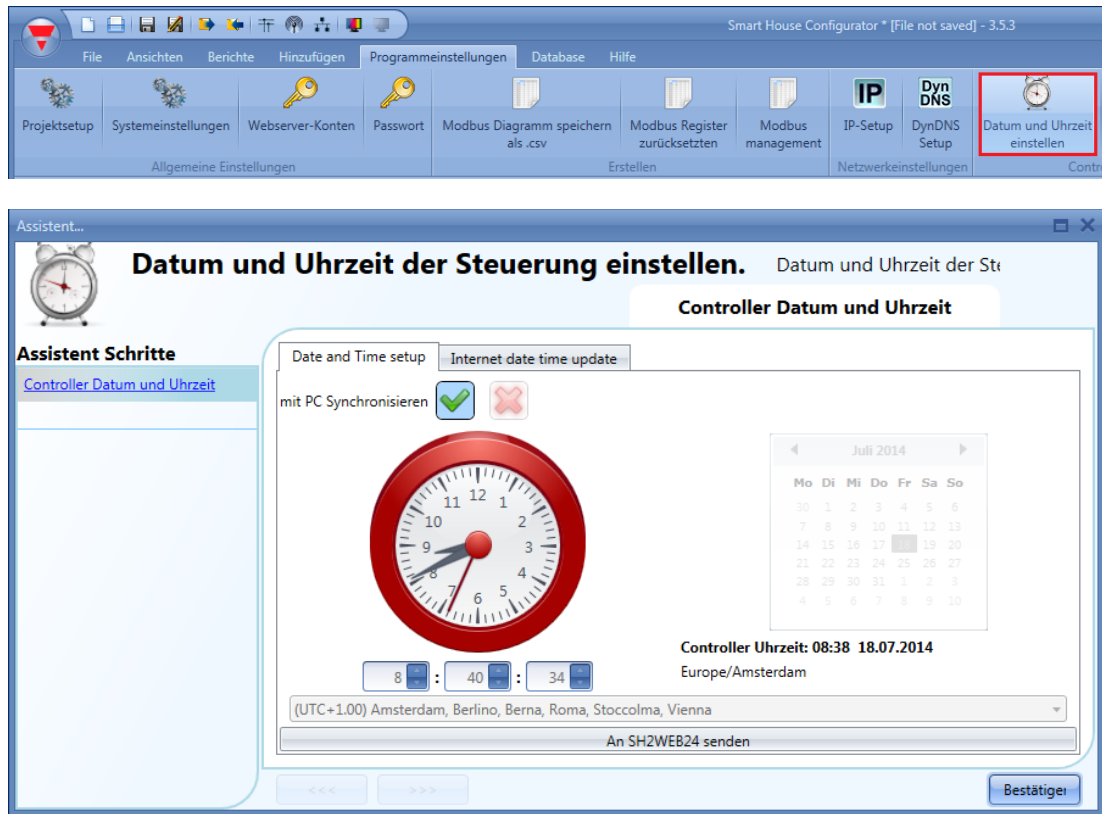 Smart House Configurator * [File not saved] - 3.5.3
File Ansichten Berichte Hinzufügen Programmeinstellungen Database Hilfe
IP Dyn DNS
Projektsetup Systemeinstellungen Webserver-Konten Passwort Modbus Diagramm speichern als .csv Modbus Register zurücksetzten Modbus management IP-Setup DynDNS Setup Datum und Uhrzeit einstellen
Allgemeine Einstellungen Erstellen Netzwerkeinstellungen Contr
Assistent...
Datum und Uhrzeit der Steuerung einstellen. Datum und Uhrzeit der Ste
Controller Datum und Uhrzeit
Assistent Schritte
Controller Datum und Uhrzeit
Date and Time setup Internet date time update
mit PC Synchronisieren
12 1 2 3 4 5 6 7 8 9 10 11
Juli 2014
Mo Di Mi Do Fr Sa So
30 1 2 3 4 5 6
7 8 9 10 11 12 13
14 15 16 17 18 19 20
21 22 23 24 25 26 27
28 29 30 31 1 2 3
4 5 6 7 8 9 10
Controller Uhrzeit: 08:38 18.07.2014
Europe/Amsterdam
8 : 40 : 34
(UTC+1.00) Amsterdam, Berlino, Berna, Roma, Stoccolma, Vienna
An SH2WEB24 senden
<<< >>>
Bestätiger